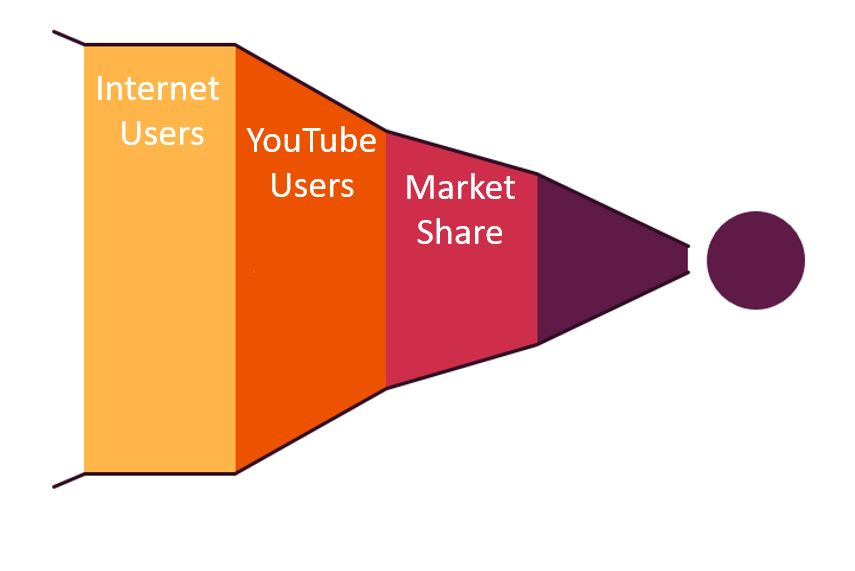 Internet
Users
YouTube
Users
Market
Share